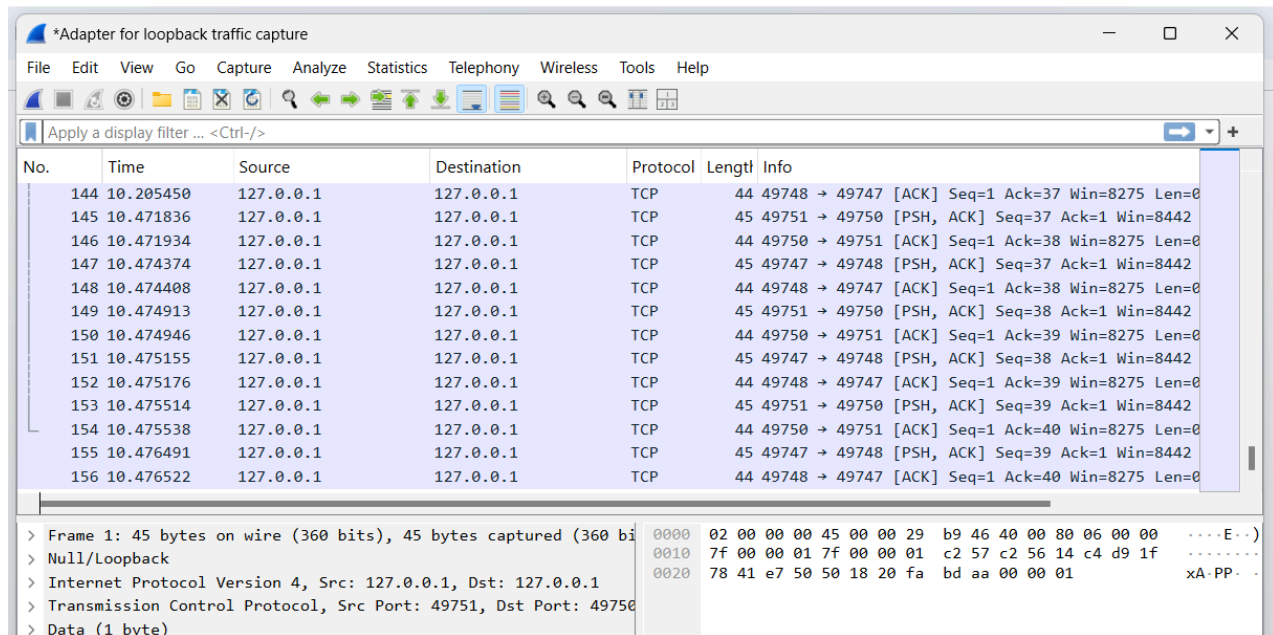 *Adapter for loopback traffic capture
File Edit View Go Capture Analyze Statistics Telephony Wireless Tools Help
Apply a display filter ... <Ctrl-/>
No. Time Source Destination Protocol Length Info
144 10.205450 127.0.0.1 127.0.0.1 TCP 44 49748 → 49747 [ACK] Seq=1 Ack=37 Win=8275 Len=0
145 10.471836 127.0.0.1 127.0.0.1 TCP 45 49751 → 49750 [PSH, ACK] Seq=37 Ack=1 Win=8442
146 10.471934 127.0.0.1 127.0.0.1 TCP 44 49750 → 49751 [ACK] Seq=1 Ack=38 Win=8275 Len=0
147 10.474374 127.0.0.1 127.0.0.1 TCP 45 49747 → 49748 [PSH, ACK] Seq=37 Ack=1 Win=8442
148 10.474408 127.0.0.1 127.0.0.1 TCP 44 49748 → 49747 [ACK] Seq=1 Ack=38 Win=8275 Len=0
149 10.474913 127.0.0.1 127.0.0.1 TCP 45 49751 → 49750 [PSH, ACK] Seq=38 Ack=1 Win=8442
150 10.474946 127.0.0.1 127.0.0.1 TCP 44 49750 → 49751 [ACK] Seq=1 Ack=39 Win=8275 Len=0
151 10.475155 127.0.0.1 127.0.0.1 TCP 45 49747 → 49748 [PSH, ACK] Seq=38 Ack=1 Win=8442
152 10.475176 127.0.0.1 127.0.0.1 TCP 44 49748 → 49747 [ACK] Seq=1 Ack=39 Win=8275 Len=0
153 10.475514 127.0.0.1 127.0.0.1 TCP 45 49751 → 49750 [PSH, ACK] Seq=39 Ack=1 Win=8442
154 10.475538 127.0.0.1 127.0.0.1 TCP 44 49750 → 49751 [ACK] Seq=1 Ack=40 Win=8275 Len=0
155 10.476491 127.0.0.1 127.0.0.1 TCP 45 49747 → 49748 [PSH, ACK] Seq=39 Ack=1 Win=8442
156 10.476522 127.0.0.1 127.0.0.1 TCP 44 49748 → 49747 [ACK] Seq=1 Ack=40 Win=8275 Len=0
> Frame 1: 45 bytes on wire (360 bits), 45 bytes captured (360 bi
> Null/Loopback
> Internet Protocol Version 4, Src: 127.0.0.1, Dst: 127.0.0.1
> Transmission Control Protocol, Src Port: 49751, Dst Port: 49750
> Data (1 byte)
0000 02 00 00 00 45 00 00 29 b9 46 40 00 80 06 00 00 ····E··)
0010 7f 00 00 01 7f 00 00 01 c2 57 c2 56 14 c4 d9 1f ········
0020 78 41 e7 50 50 18 20 fa bd aa 00 00 01 xA·PP· ·